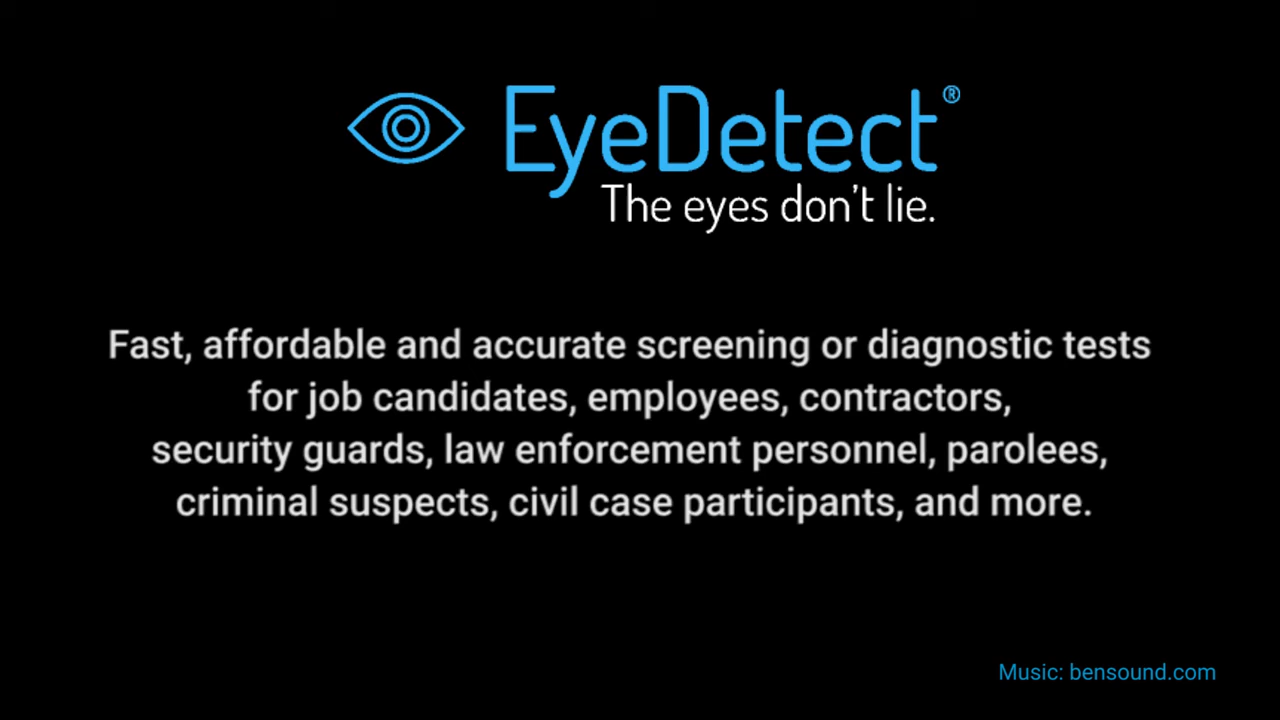 EyeDetect®
The eyes don't lie.
Fast, affordable and accurate screening or diagnostic tests
for job candidates, employees, contractors,
security guards, law enforcement personnel, parolees,
criminal suspects, civil case participants, and more.
Music: bensound.com